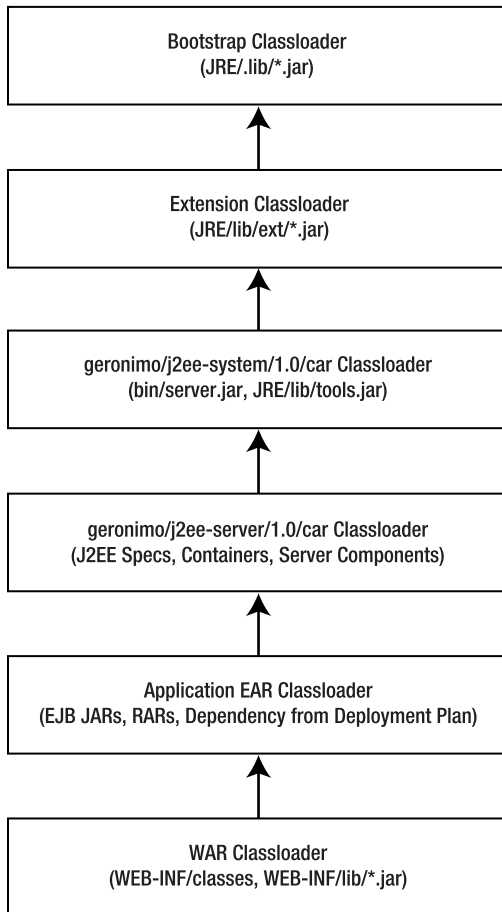 Bootstrap Classloader
(JRE/.lib/*.jar)
Extension Classloader
(JRE/lib/ext/*.jar)
geronimo/j2ee-system/1.0/car Classloader
(bin/server.jar, JRE/lib/tools.jar)
geronimo/j2ee-server/1.0/car Classloader
(J2EE Specs, Containers, Server Components)
Application EAR Classloader
(EJB JARs, RARs, Dependency from Deployment Plan)
WAR Classloader
(WEB-INF/classes, WEB-INF/lib/*.jar)